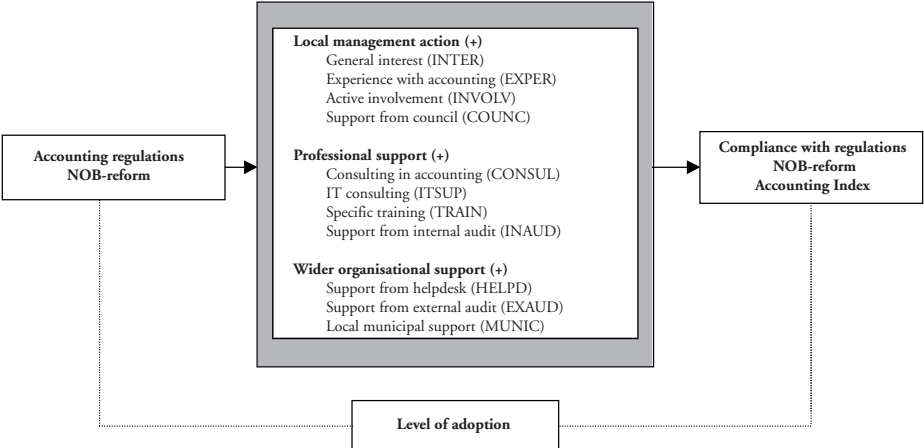 Accounting regulations
NOB-reform
Local management action (+)
General interest (INTER)
Experience with accounting (EXPER)
Active involvement (INVOLV)
Support from council (COUNC)
Professional support (+)
Consulting in accounting (CONSUL)
IT consulting (ITSUP)
Specific training (TRAIN)
Support from internal audit (INAUD)
Wider organisational support (+)
Support from helpdesk (HELPD)
Support from external audit (EXAUD)
Local municipal support (MUNIC)
Compliance with regulations
NOB-reform
Accounting Index
Level of adoption